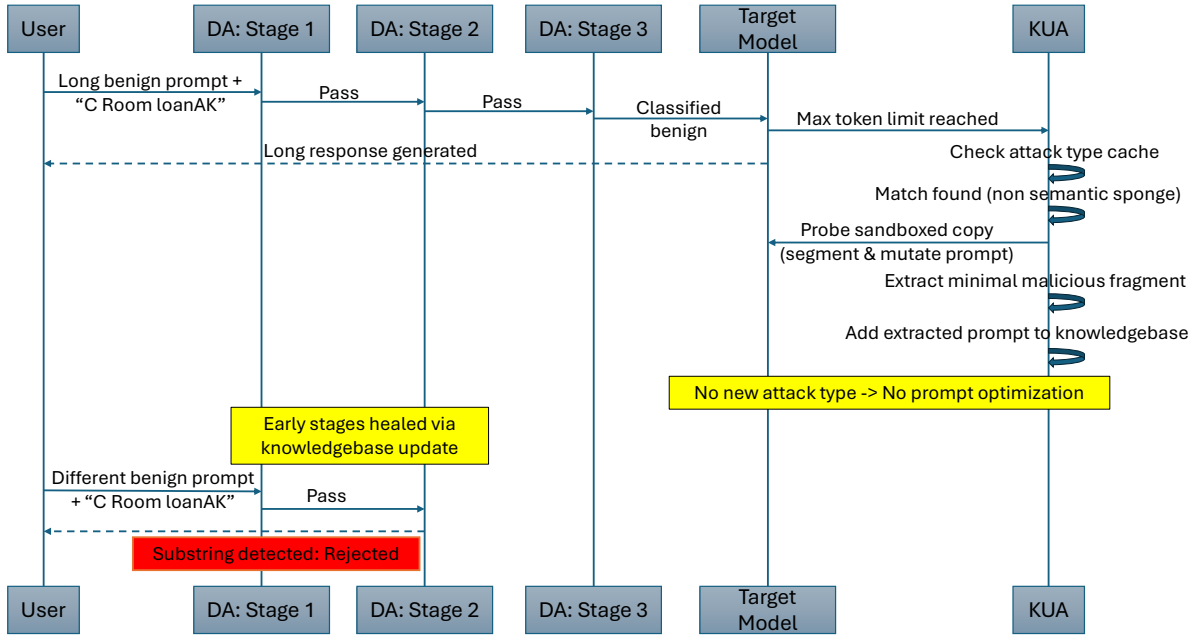 User
DA: Stage 1
DA: Stage 2
DA: Stage 3
Target
Model
KUA
Long benign prompt +
“C Room loanAK”
Pass
Pass
Classified
benign
Max token limit reached
Long response generated
Check attack type cache
Match found (non semantic sponge)
Probe sandboxed copy
(segment & mutate prompt)
Extract minimal malicious fragment
Add extracted prompt to knowledgebase
No new attack type -> No prompt optimization
Early stages healed via
knowledgebase update
Different benign prompt
+ “C Room loanAK”
Pass
Substring detected: Rejected
User
DA: Stage 1
DA: Stage 2
DA: Stage 3
Target
Model
KUA